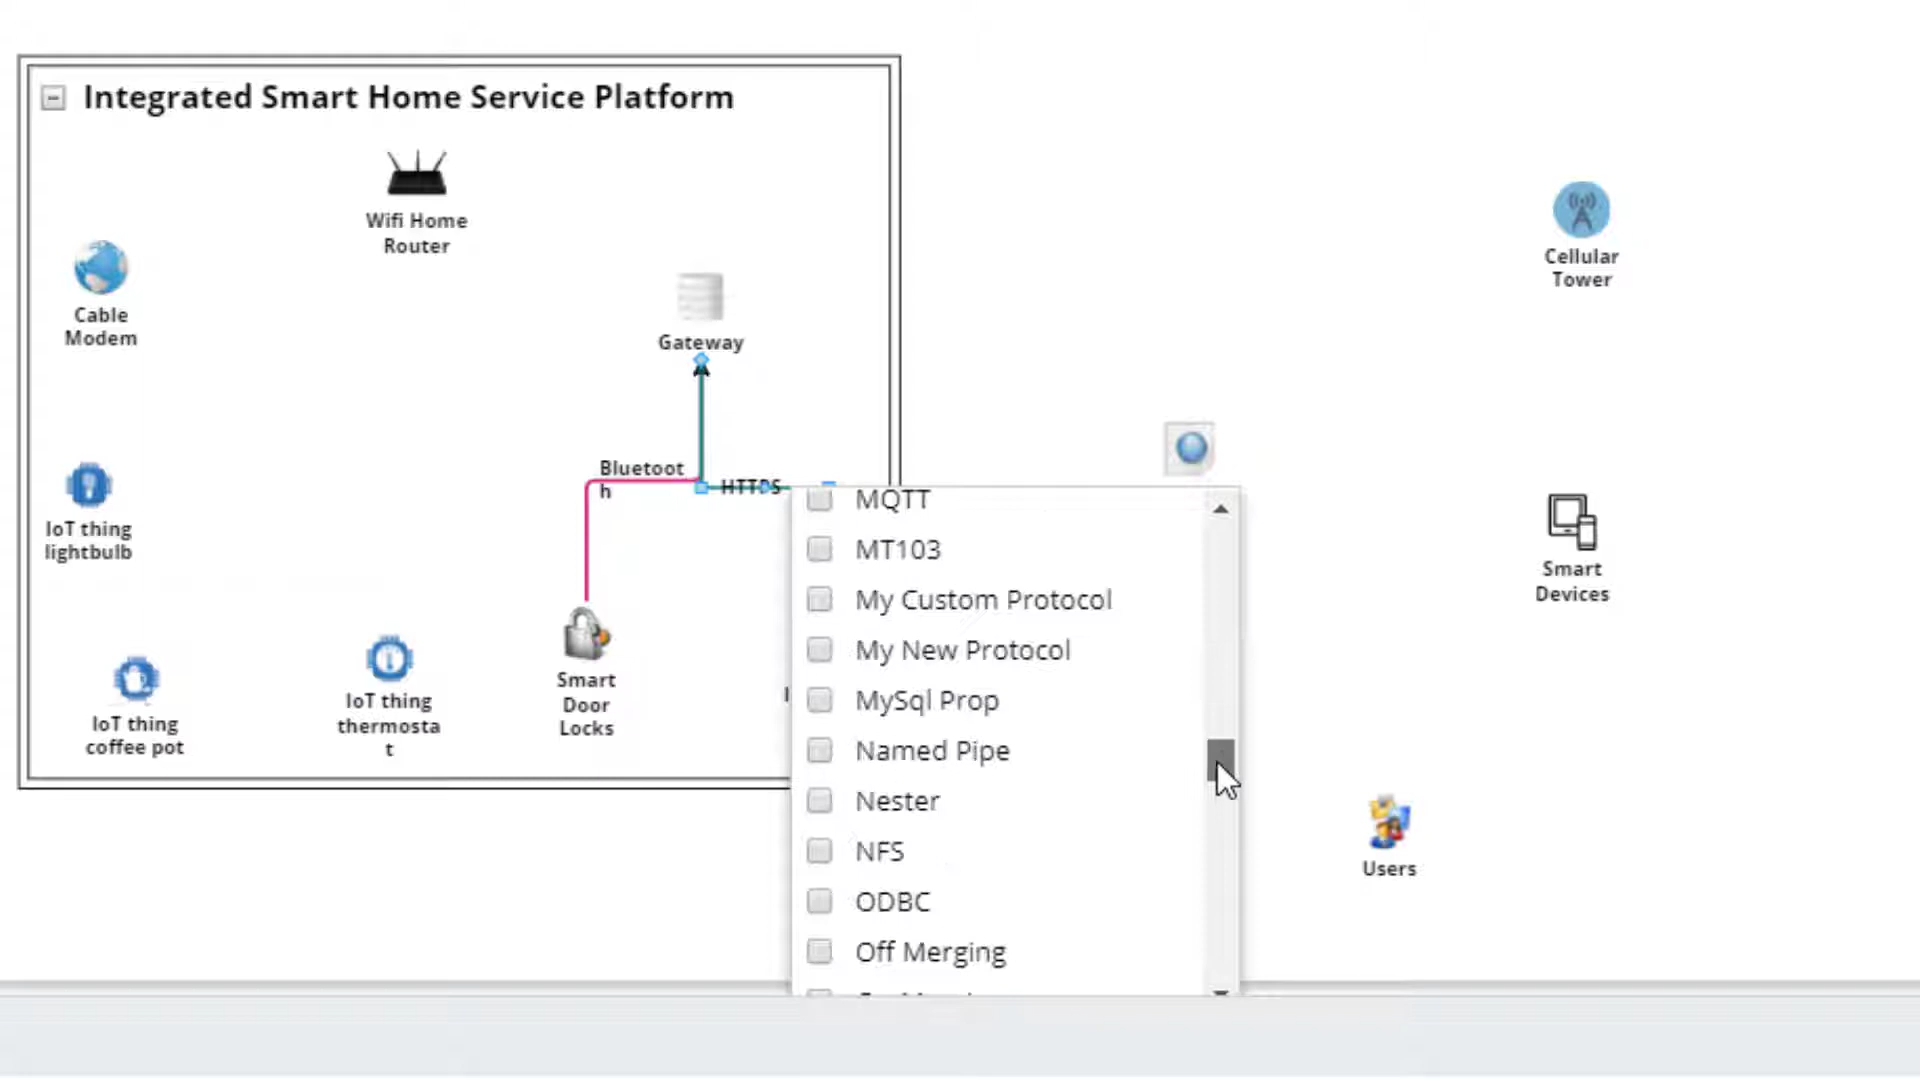 Integrated Smart Home Service Platform
Wifi Home
Router
Cable
Modem
Gateway
Cellular
Tower
Bluetoot
h
HTTPS
IoT thing
lightbulb
Smart
Devices
IoT thing
coffee pot
IoT thing
thermosta
t
Smart
Door
Locks
Users
MQTT
MT103
My Custom Protocol
My New Protocol
MySql Prop
Named Pipe
Nester
NFS
ODBC
Off Merging